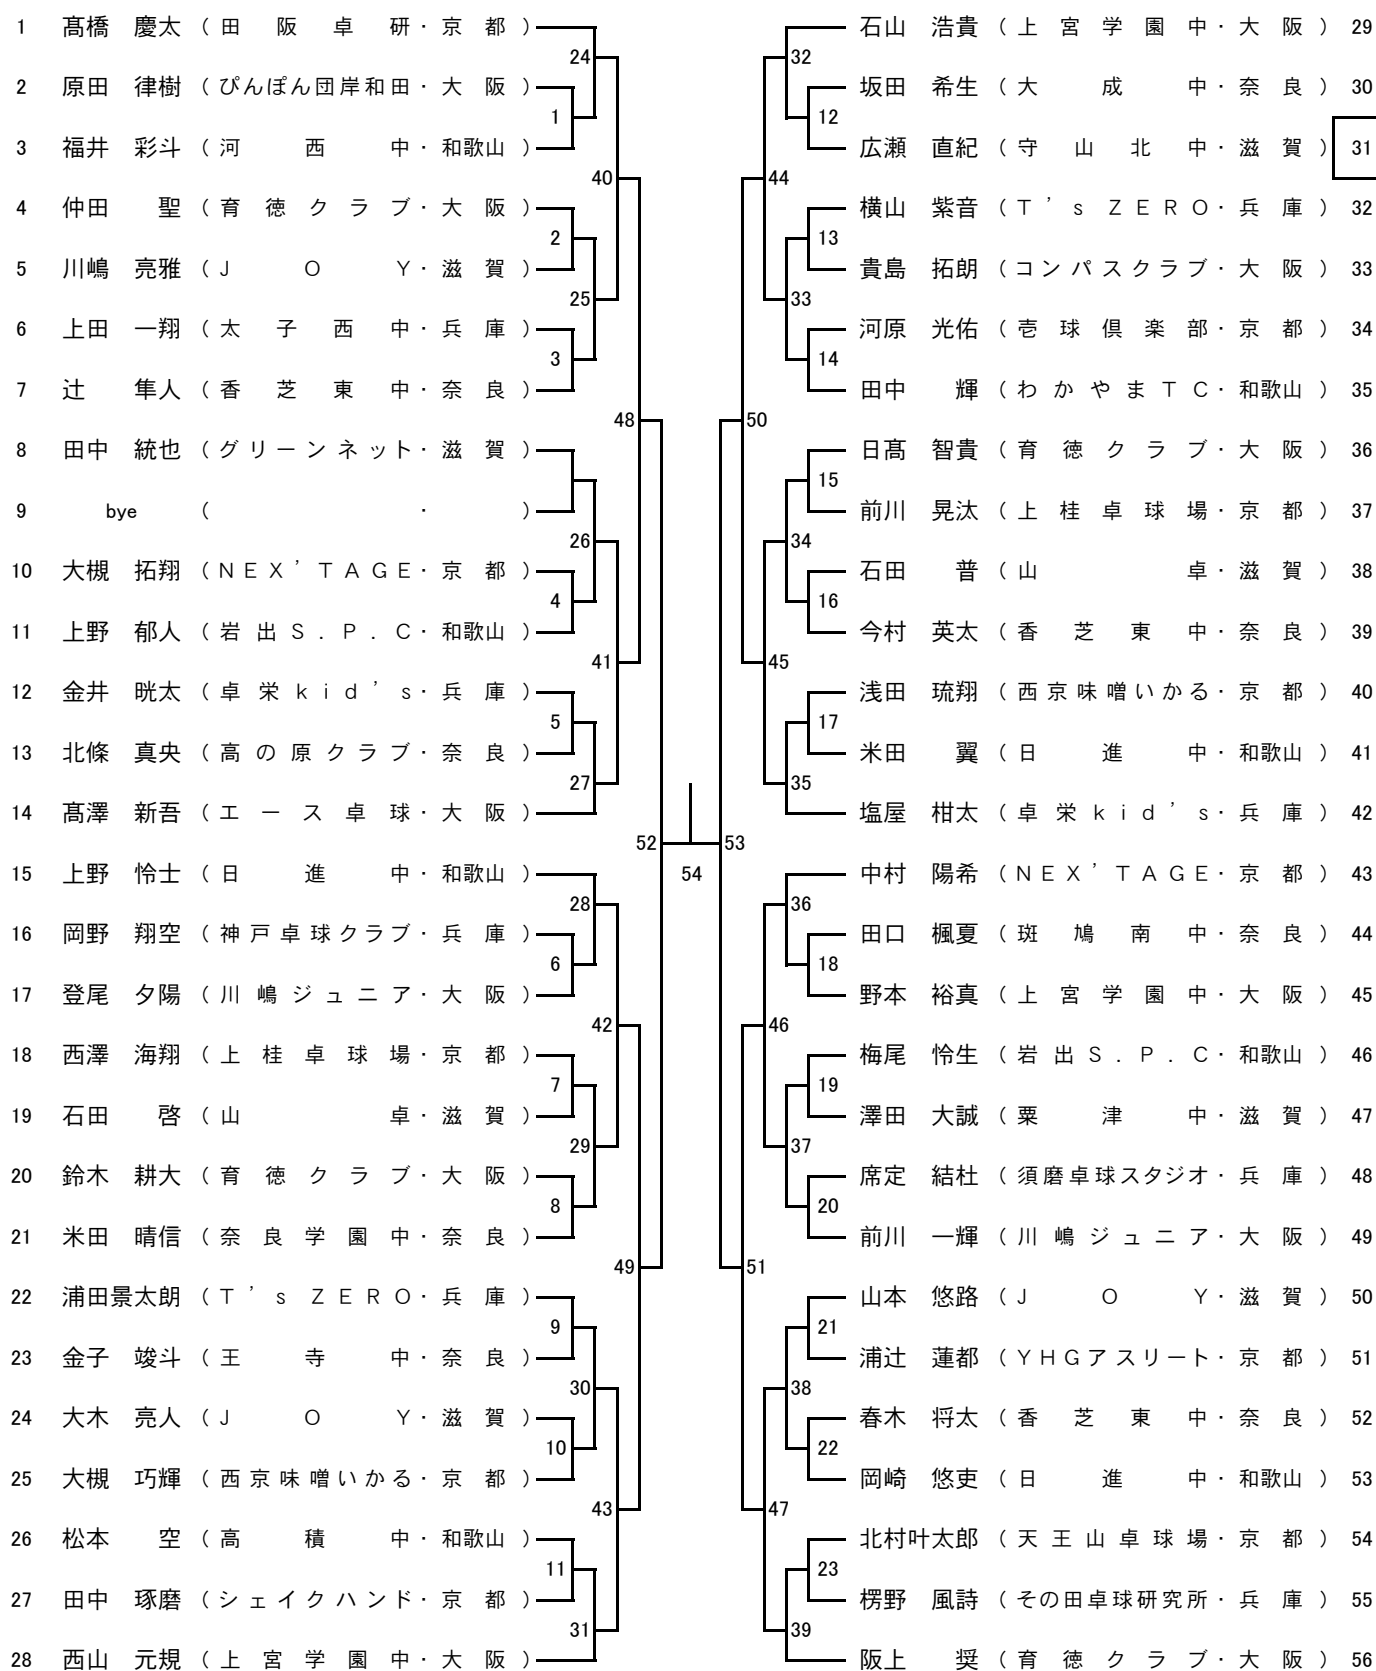 1 髙橋 慶太 （田阪卓研・京都）
2 原田 律樹 （ぴんぽん団岸和田・大阪）
3 福井 彩斗 （河西中・和歌山）
4 仲田 聖 （育徳クラブ・大阪）
5 川嶋 亮雅 （ＪＯＹ・滋賀）
6 上田 一翔 （太子西中・兵庫）
7 辻 隼人 （香芝東中・奈良）
8 田中 統也 （グリーンネット・滋賀）
9 bye （ ・ ）
10 大槻 拓翔 （ＮＥＸ’ＴＡＧＥ・京都）
11 上野 郁人 （岩出Ｓ．Ｐ．Ｃ・和歌山）
12 金井 晄太 （卓栄ｋｉｄ’ｓ・兵庫）
13 北條 真央 （高の原クラブ・奈良）
14 髙澤 新吾 （エース卓球・大阪）
15 上野 怜士 （日進中・和歌山）
16 岡野 翔空 （神戸卓球クラブ・兵庫）
17 登尾 夕陽 （川嶋ジュニア・大阪）
18 西澤 海翔 （上桂卓球場・京都）
19 石田 啓 （山卓・滋賀）
20 鈴木 耕大 （育徳クラブ・大阪）
21 米田 晴信 （奈良学園中・奈良）
22 浦田景太朗 （Ｔ’ｓＺＥＲＯ・兵庫）
23 金子 竣斗 （王寺中・奈良）
24 大木 亮人 （ＪＯＹ・滋賀）
25 大槻 巧輝 （西京味噌いかる・京都）
26 松本 空 （高積中・和歌山）
27 田中 琢磨 （シェイクハンド・京都）
28 西山 元規 （上宮学園中・大阪）
24
1
40
2
25
3
48
26
4
41
5
27
52
28
6
42
7
29
8
49
9
30
10
43
11
31
54
32
12
44
13
33
14
50
15
34
16
45
17
35
53
36
18
46
19
37
20
51
21
38
22
47
23
39
石山 浩貴 （上宮学園中・大阪） 29
坂田 希生 （大成中・奈良） 30
広瀬 直紀 （守山北中・滋賀） 31
横山 紫音 （Ｔ’ｓＺＥＲＯ・兵庫） 32
貴島 拓朗 （コンパスクラブ・大阪） 33
河原 光佑 （壱球倶楽部・京都） 34
田中 輝 （わかやまＴＣ・和歌山） 35
日髙 智貴 （育徳クラブ・大阪） 36
前川 晃汰 （上桂卓球場・京都） 37
石田 普 （山卓・滋賀） 38
今村 英太 （香芝東中・奈良） 39
浅田 琉翔 （西京味噌いかる・京都） 40
米田 翼 （日進中・和歌山） 41
塩屋 柑太 （卓栄ｋｉｄ’ｓ・兵庫） 42
中村 陽希 （ＮＥＸ’ＴＡＧＥ・京都） 43
田口 楓夏 （斑鳩南中・奈良） 44
野本 裕真 （上宮学園中・大阪） 45
梅尾 怜生 （岩出Ｓ．Ｐ．Ｃ・和歌山） 46
澤田 大誠 （粟津中・滋賀） 47
席定 結杜 （須磨卓球スタジオ・兵庫） 48
前川 一輝 （川嶋ジュニア・大阪） 49
山本 悠路 （ＪＯＹ・滋賀） 50
浦辻 蓮都 （ＹＨＧアスリート・京都） 51
春木 将太 （香芝東中・奈良） 52
岡崎 悠吏 （日進中・和歌山） 53
北村叶太郎 （天王山卓球場・京都） 54
楞野 風詩 （その田卓球研究所・兵庫） 55
阪上 奨 （育徳クラブ・大阪） 56